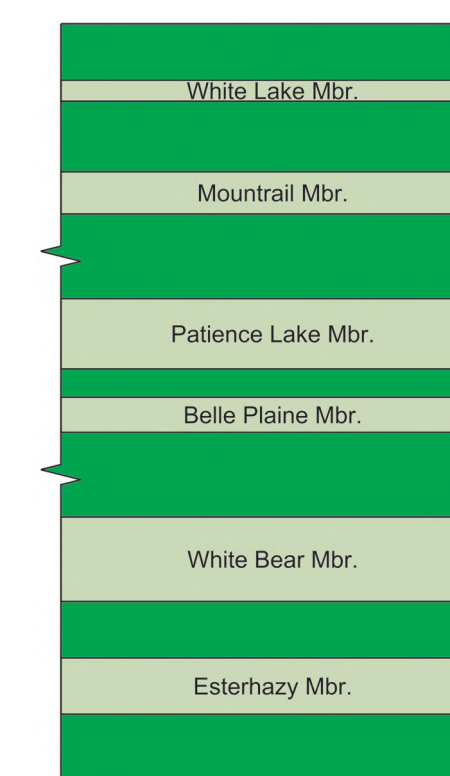 White Lake Mbr.
Mountrail Mbr.
Patience Lake Mbr.
Belle Plaine Mbr.
White Bear Mbr.
Esterhazy Mbr.